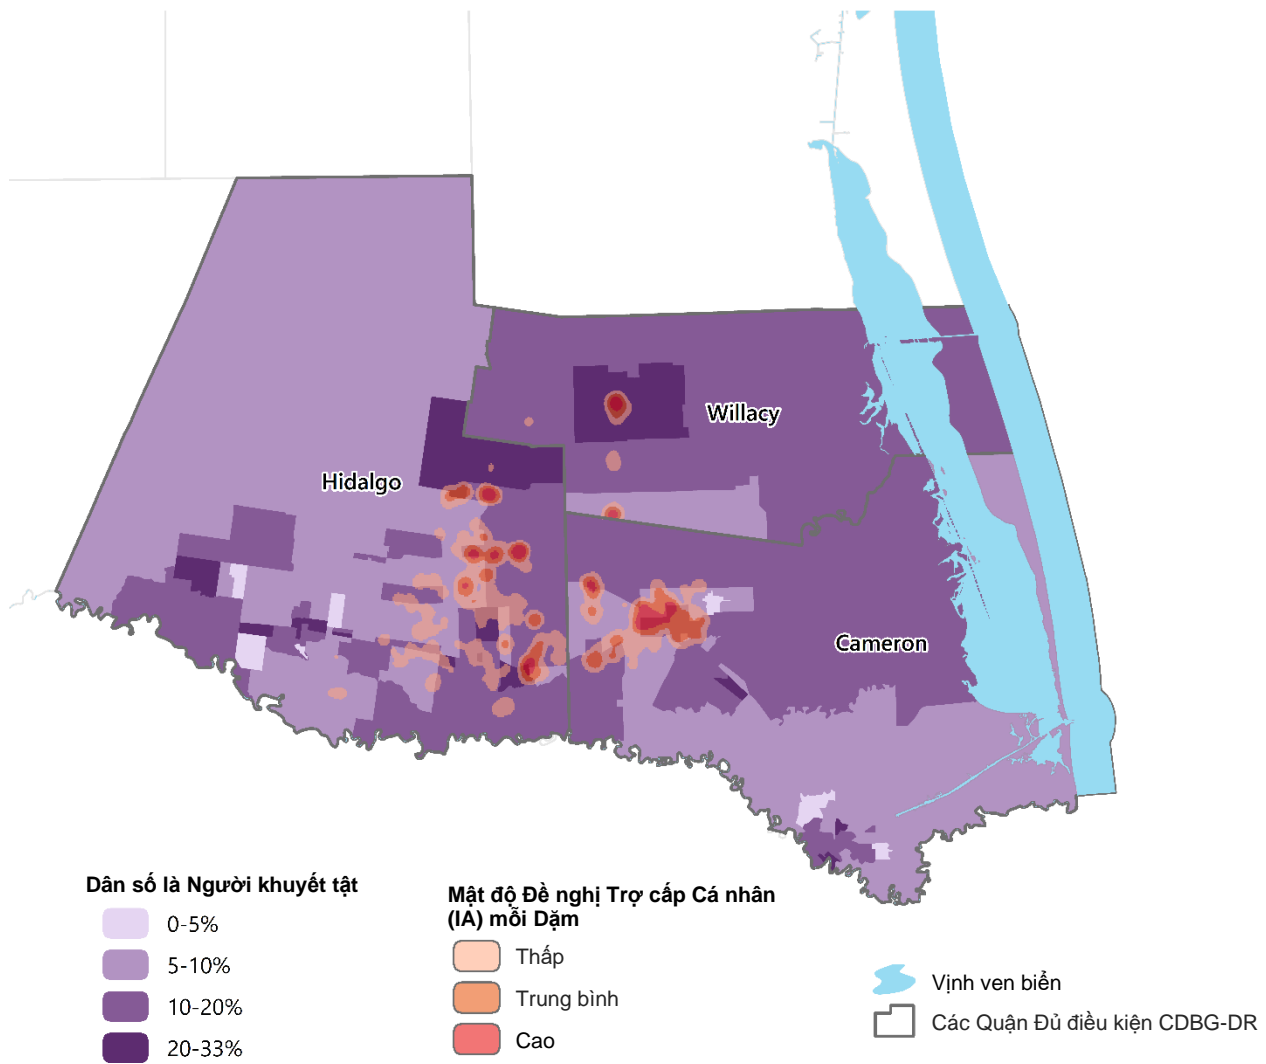 Willacy
Hidalgo
Cameron
Dân số là Người khuyết tật
0-5%
5-10%
10-20%
20-33%
Mật độ Đề nghị Trợ cấp Cá nhân
(IA) mỗi Dặm
Thấp
Trung bình
Cao
Vịnh ven biển
Các Quận Đủ điều kiện CDBG-DR